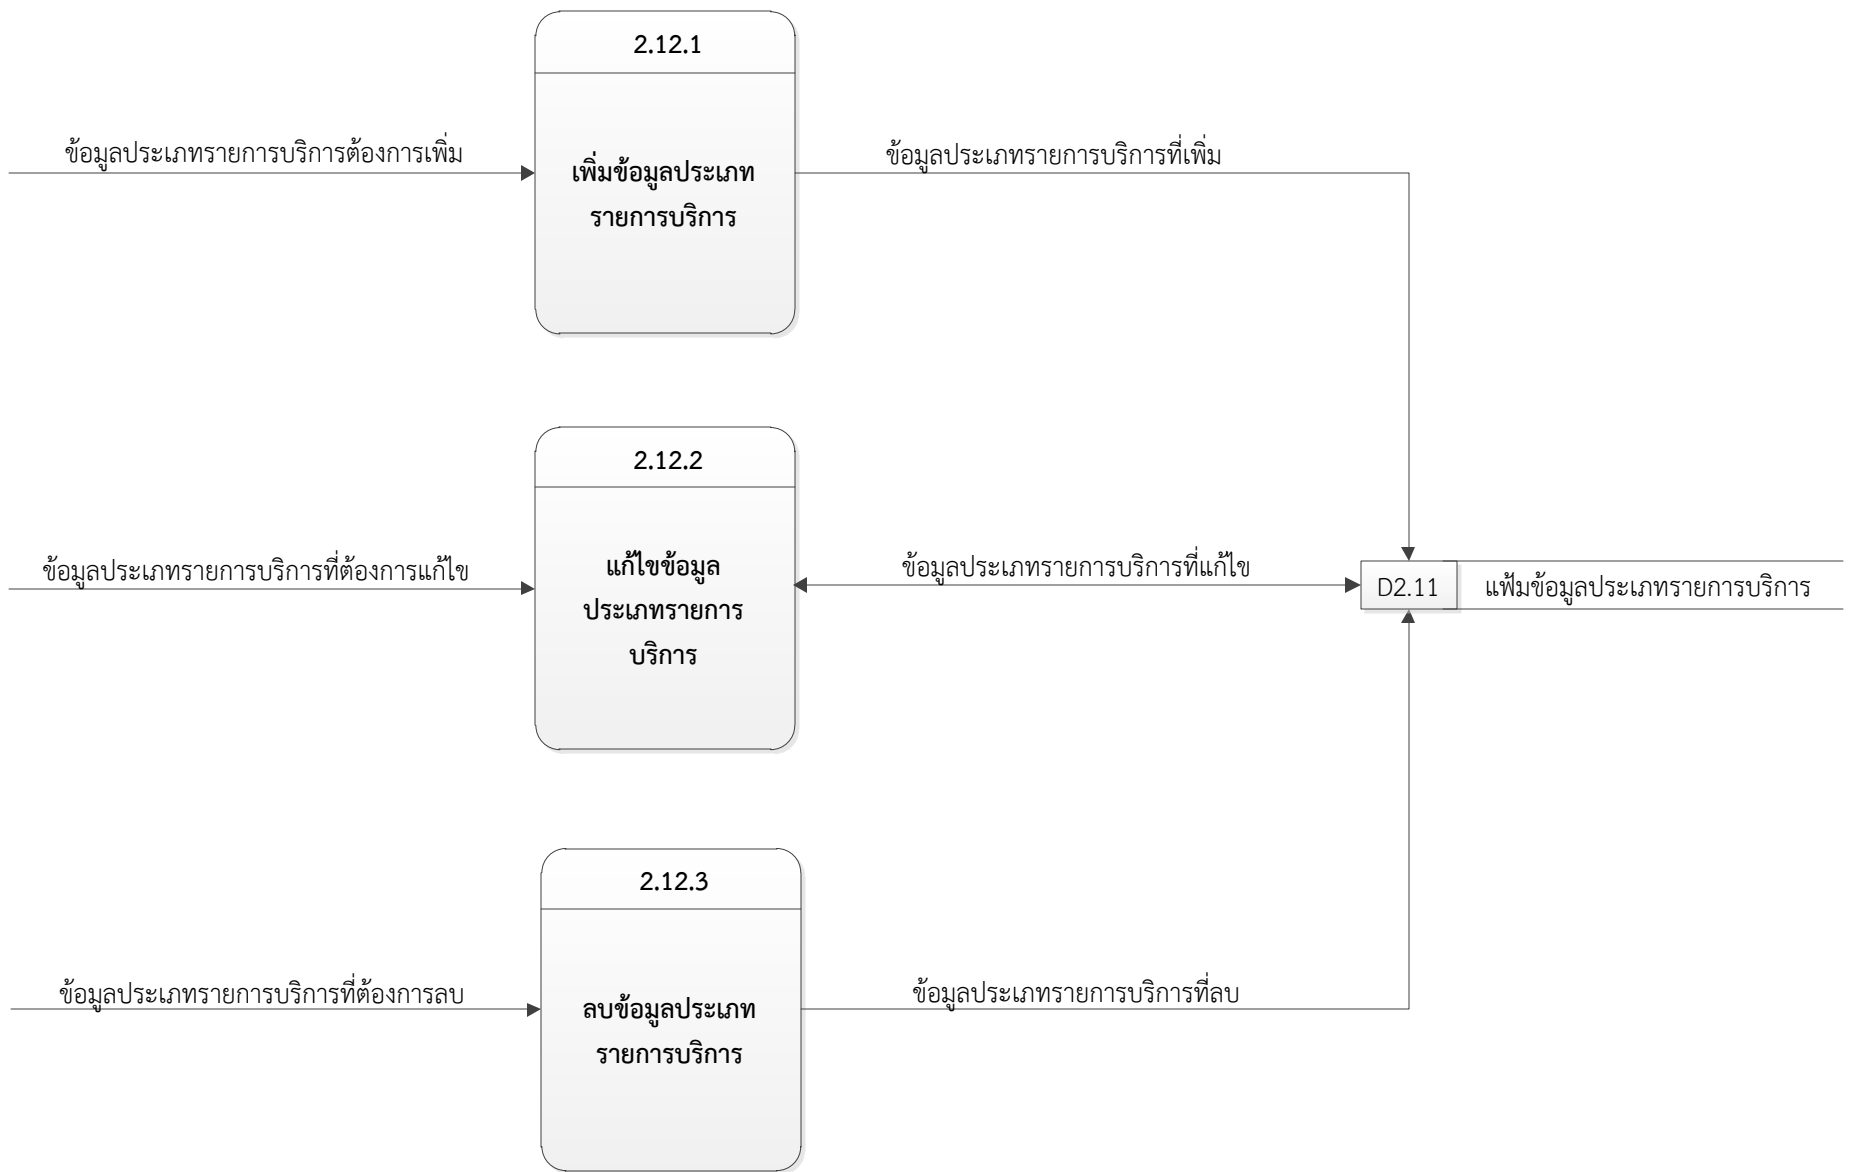 2.12.1
ข้อมูลประเภทรายการบริการต้องการเพิ่ม
เพิ่มข้อมูลประเภท
รายการบริการ
ข้อมูลประเภทรายการบริการที่เพิ่ม
2.12.2
ข้อมูลประเภทรายการบริการที่ต้องการแก้ไข
แก้ไขข้อมูล
ประเภทรายการ
บริการ
ข้อมูลประเภทรายการบริการที่แก้ไข
D2.11
แฟ้มข้อมูลประเภทรายการบริการ
2.12.3
ข้อมูลประเภทรายการบริการที่ต้องการลบ
ลบข้อมูลประเภท
รายการบริการ
ข้อมูลประเภทรายการบริการที่ลบ